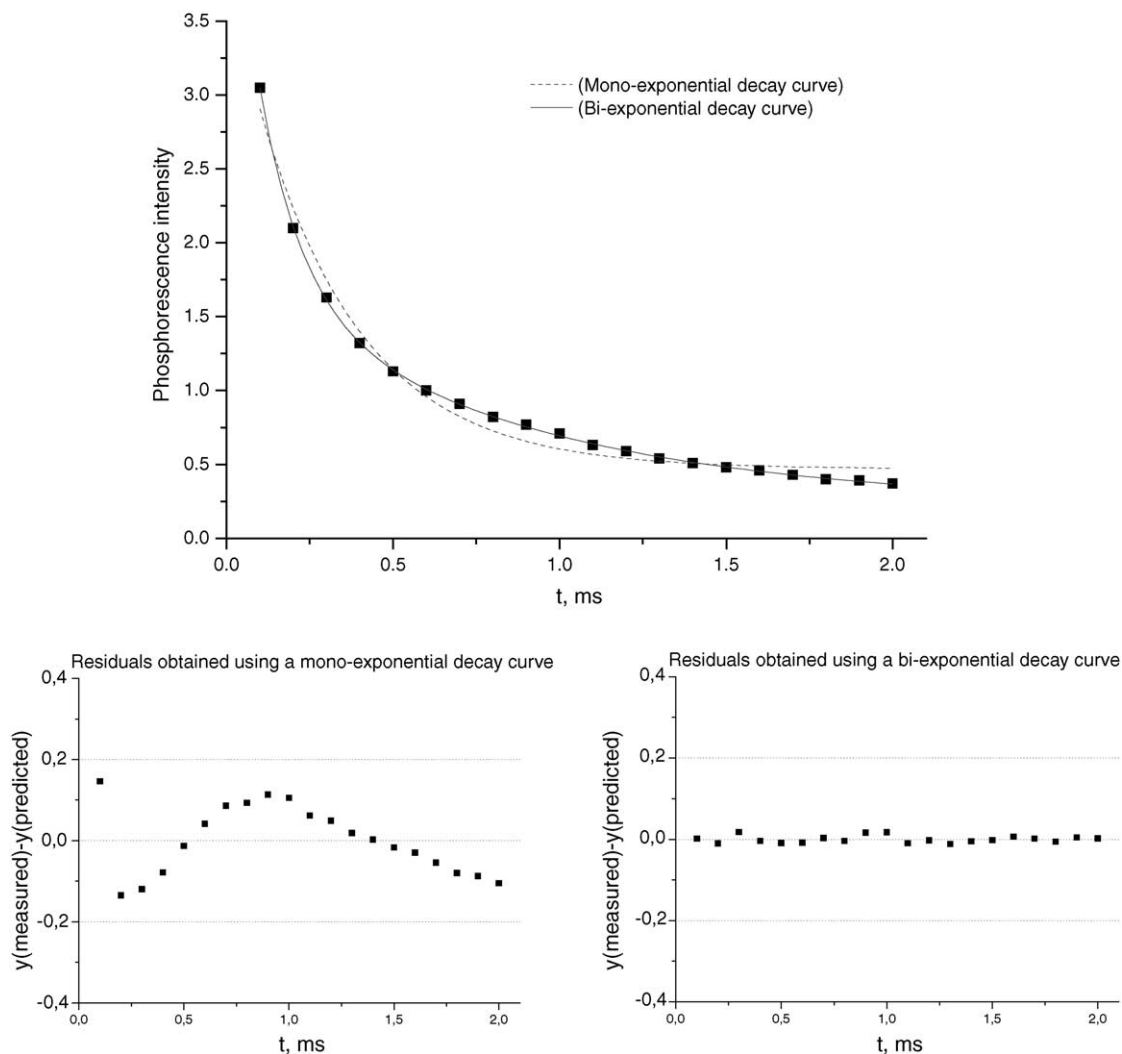 3.5
3.0
2.5
2.0
1.5
1.0
0.5
0.0
Phosphorescence intensity
(Mono-exponential decay curve)
(Bi-exponential decay curve)
0.0 0.5 1.0 1.5 2.0
t, ms
Residuals obtained using a mono-exponential decay curve
0,4
0,2
0,0
-0,2
-0,4
y(measured)-y(predicted)
0,0 0,5 1,0 1,5 2,0
t, ms
Residuals obtained using a bi-exponential decay curve
0,4
0,2
0,0
-0,2
-0,4
y(measured)-y(predicted)
0,0 0,5 1,0 1,5 2,0
t, ms